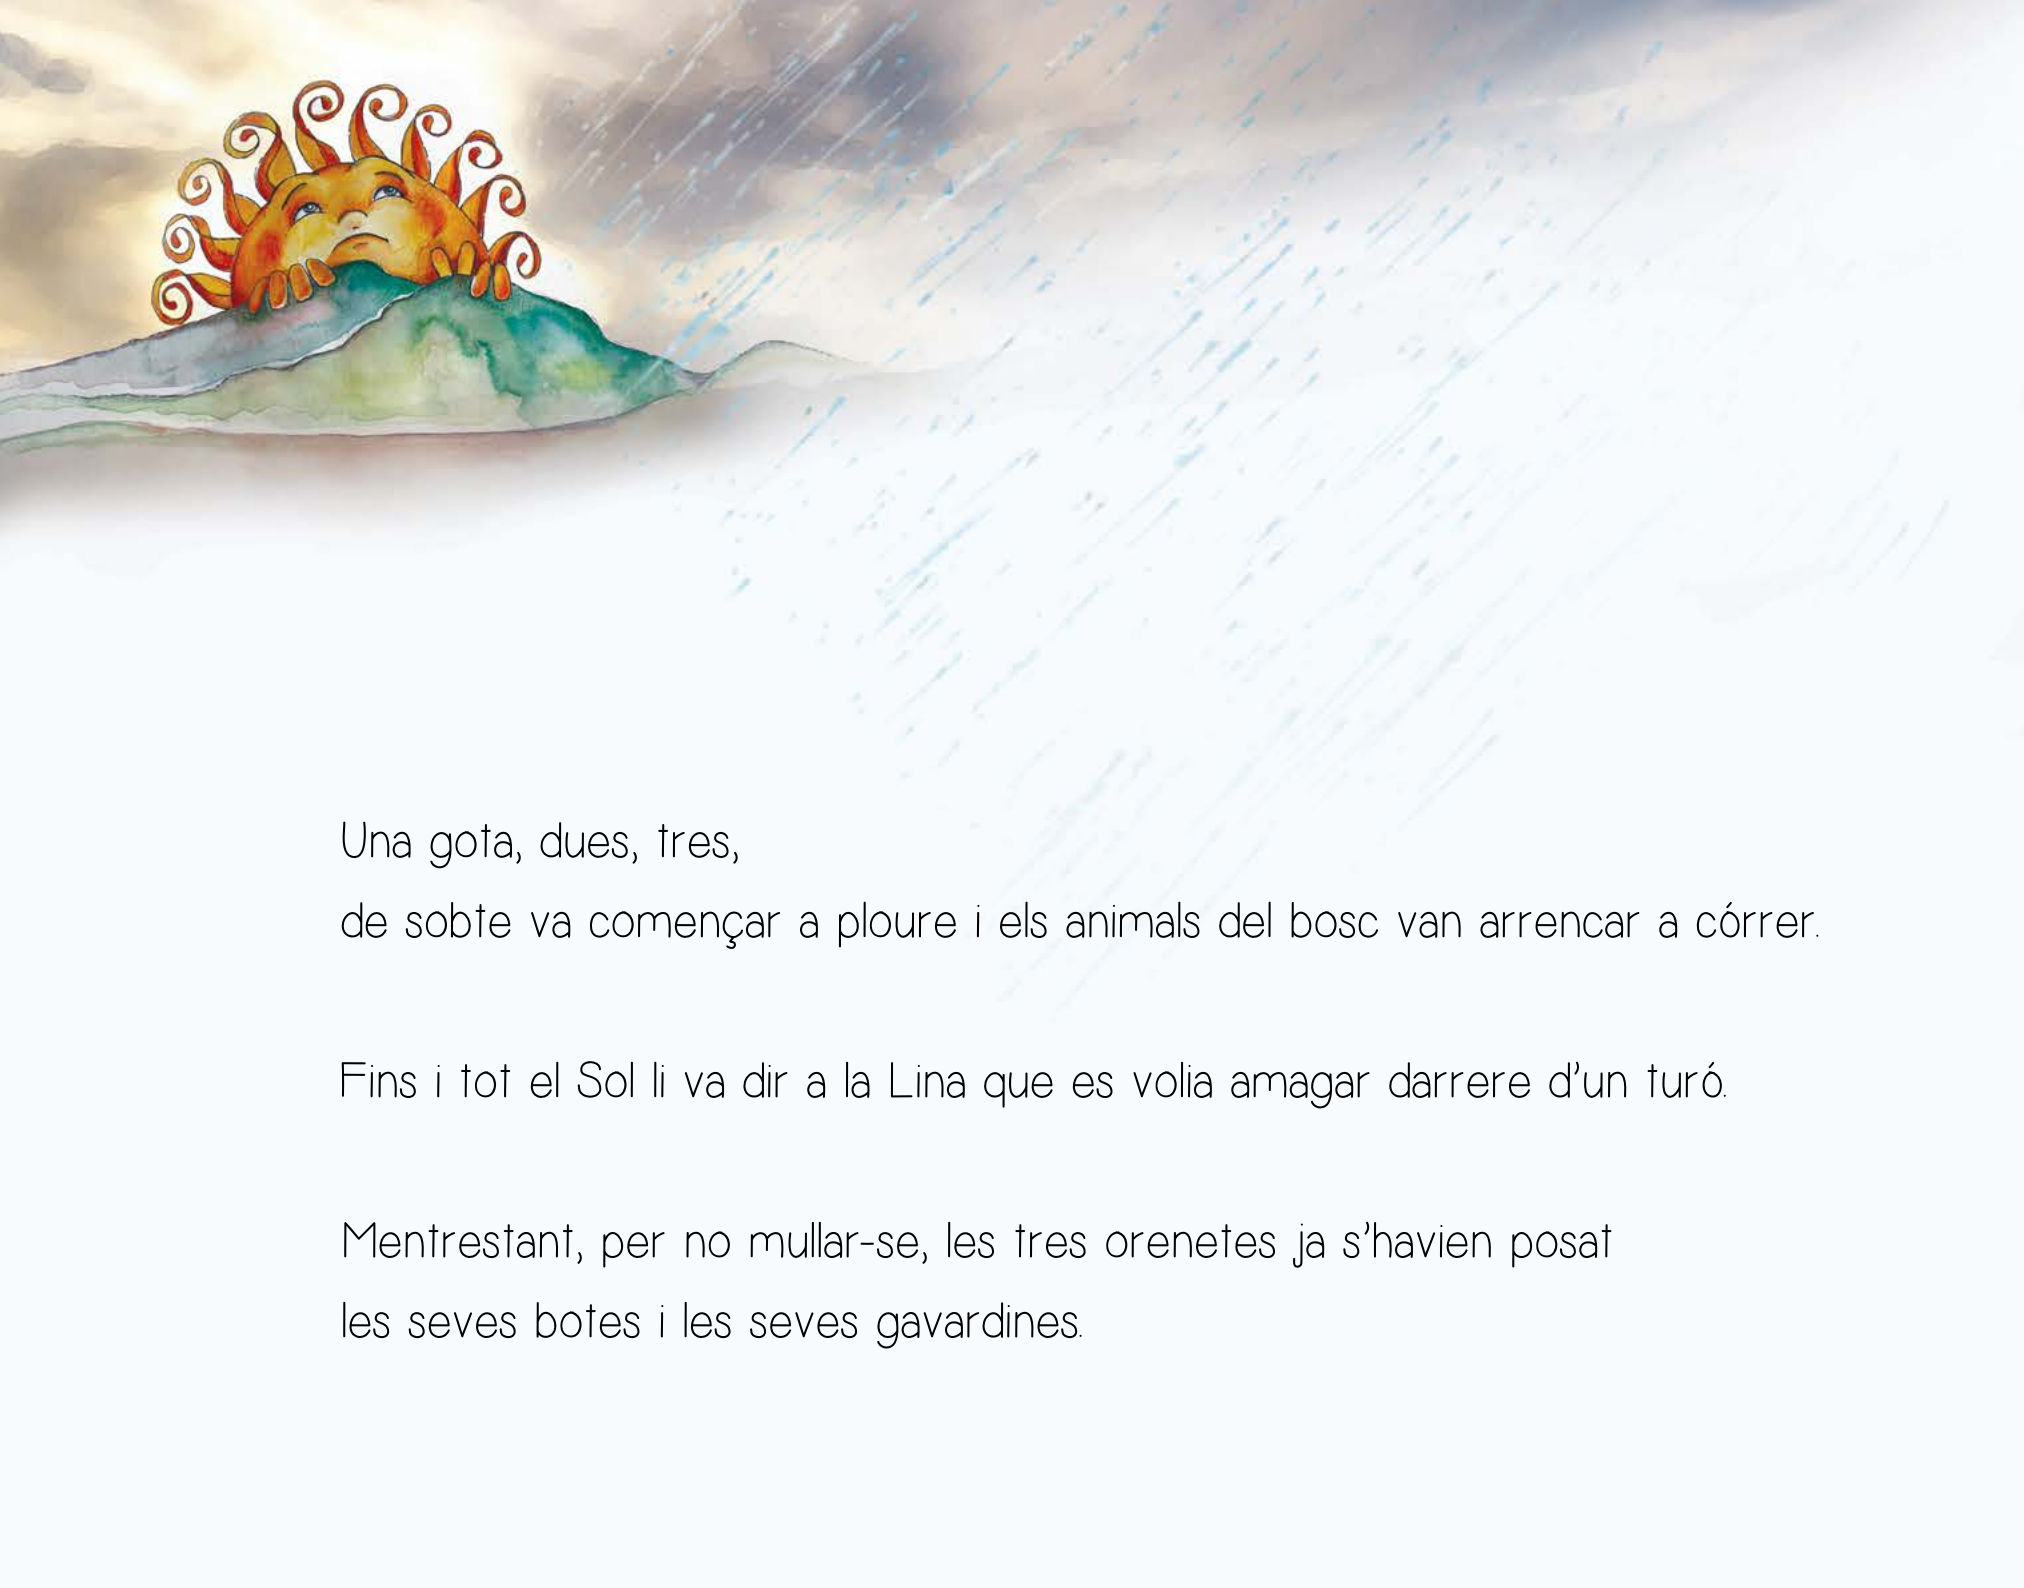 Una gota, dues, tres,
de sobte va començar a ploure i els animals del bosc van arrencar a córrer.
Fins i tot el Sol li va dir a la Lina que es volia amagar darrere d’un turó.
Mentrestant, per no mullar-se, les tres orenetes ja s’havien posat
les seves botes i les seves gavardines.